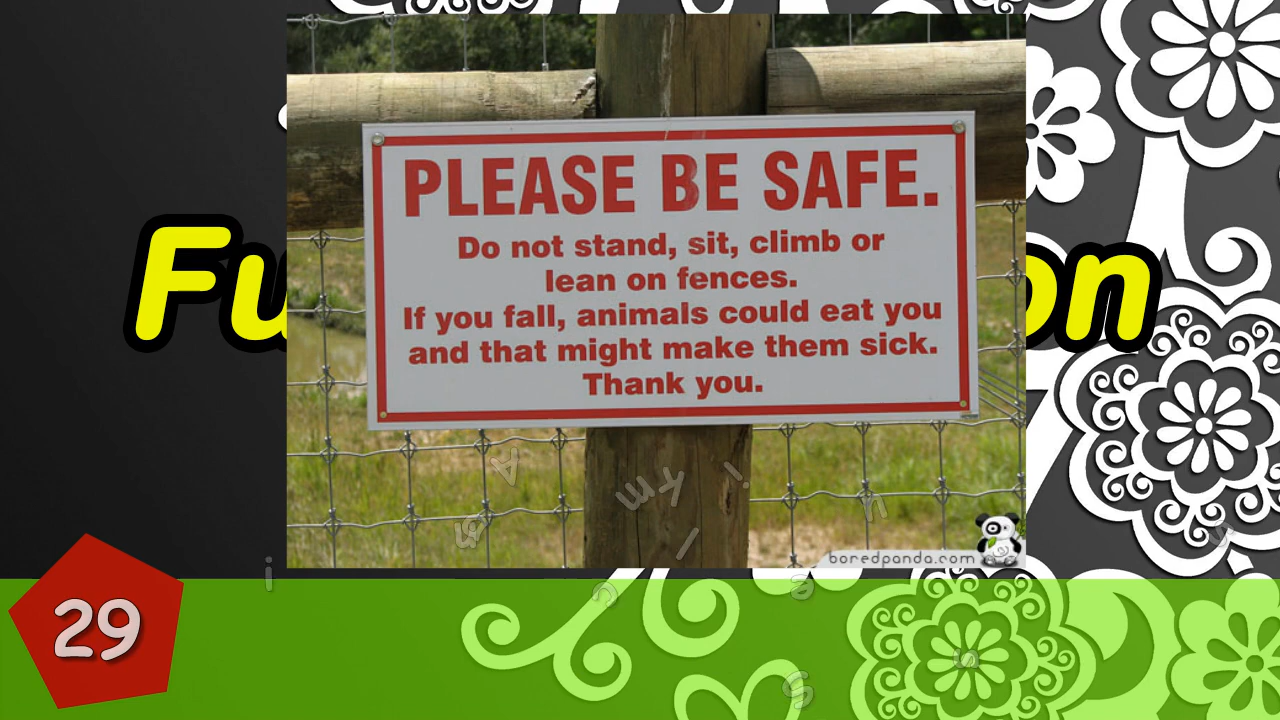 PLEASE BE SAFE.
Do not stand, sit, climb or
lean on fences.
If you fall, animals could eat you
and that might make them sick.
Thank you.
boredpanda.com
29